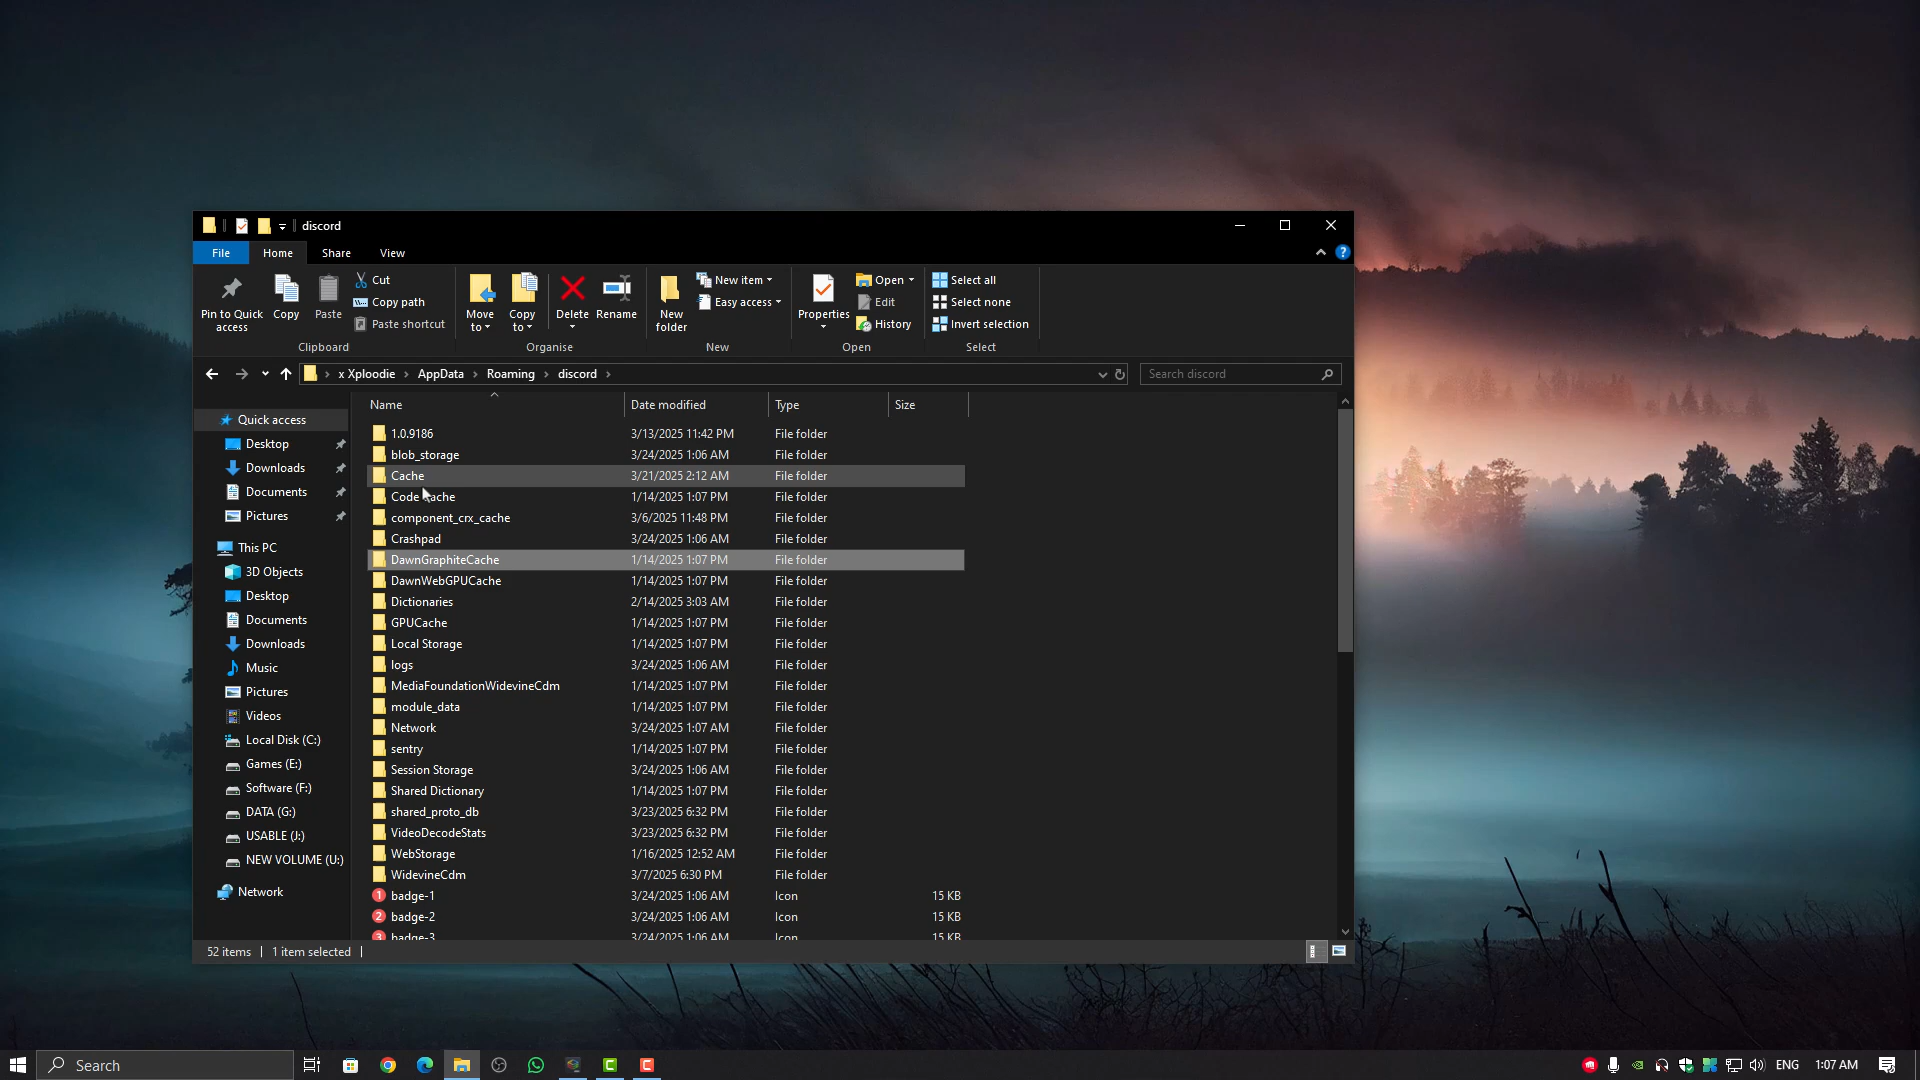 discord
File Home Share View
Pin to Quick access
Copy
Paste
Cut
Copy path
Paste shortcut
Clipboard
Move to
Copy to
Delete
Rename
Organise
New folder
New item
Easy access
New
Properties
Open
Edit
History
Open
Select all
Select none
Invert selection
Select
x Xploodie › AppData › Roaming › discord ›
Search discord
Quick access
Desktop
Downloads
Documents
Pictures
This PC
3D Objects
Desktop
Documents
Downloads
Music
Pictures
Videos
Local Disk (C:)
Games (E:)
Software (F:)
DATA (G:)
USABLE (J:)
NEW VOLUME (U:)
Network
Name Date modified Type Size
1.0.9186 3/13/2025 11:42 PM File folder
blob_storage 3/24/2025 1:06 AM File folder
Cache 3/21/2025 2:12 AM File folder
Code Cache 1/14/2025 1:07 PM File folder
component_crx_cache 3/6/2025 11:48 PM File folder
Crashpad 3/24/2025 1:06 AM File folder
DawnGraphiteCache 1/14/2025 1:07 PM File folder
DawnWebGPUCache 1/14/2025 1:07 PM File folder
Dictionaries 2/14/2025 3:03 AM File folder
GPUCache 1/14/2025 1:07 PM File folder
Local Storage 1/14/2025 1:07 PM File folder
logs 3/24/2025 1:06 AM File folder
MediaFoundationWidevineCdm 1/14/2025 1:07 PM File folder
module_data 1/14/2025 1:07 PM File folder
Network 3/24/2025 1:07 AM File folder
sentry 1/14/2025 1:07 PM File folder
Session Storage 3/24/2025 1:06 AM File folder
Shared Dictionary 1/14/2025 1:07 PM File folder
shared_proto_db 3/23/2025 6:32 PM File folder
VideoDecodeStats 3/23/2025 6:32 PM File folder
WebStorage 1/16/2025 12:52 AM File folder
WidevineCdm 3/7/2025 6:30 PM File folder
badge-1 3/24/2025 1:06 AM Icon 15 KB
badge-2 3/24/2025 1:06 AM Icon 15 KB
badge-3 3/24/2025 1:06 AM Icon 15 KB
52 items 1 item selected
Search
ENG 1:07 AM